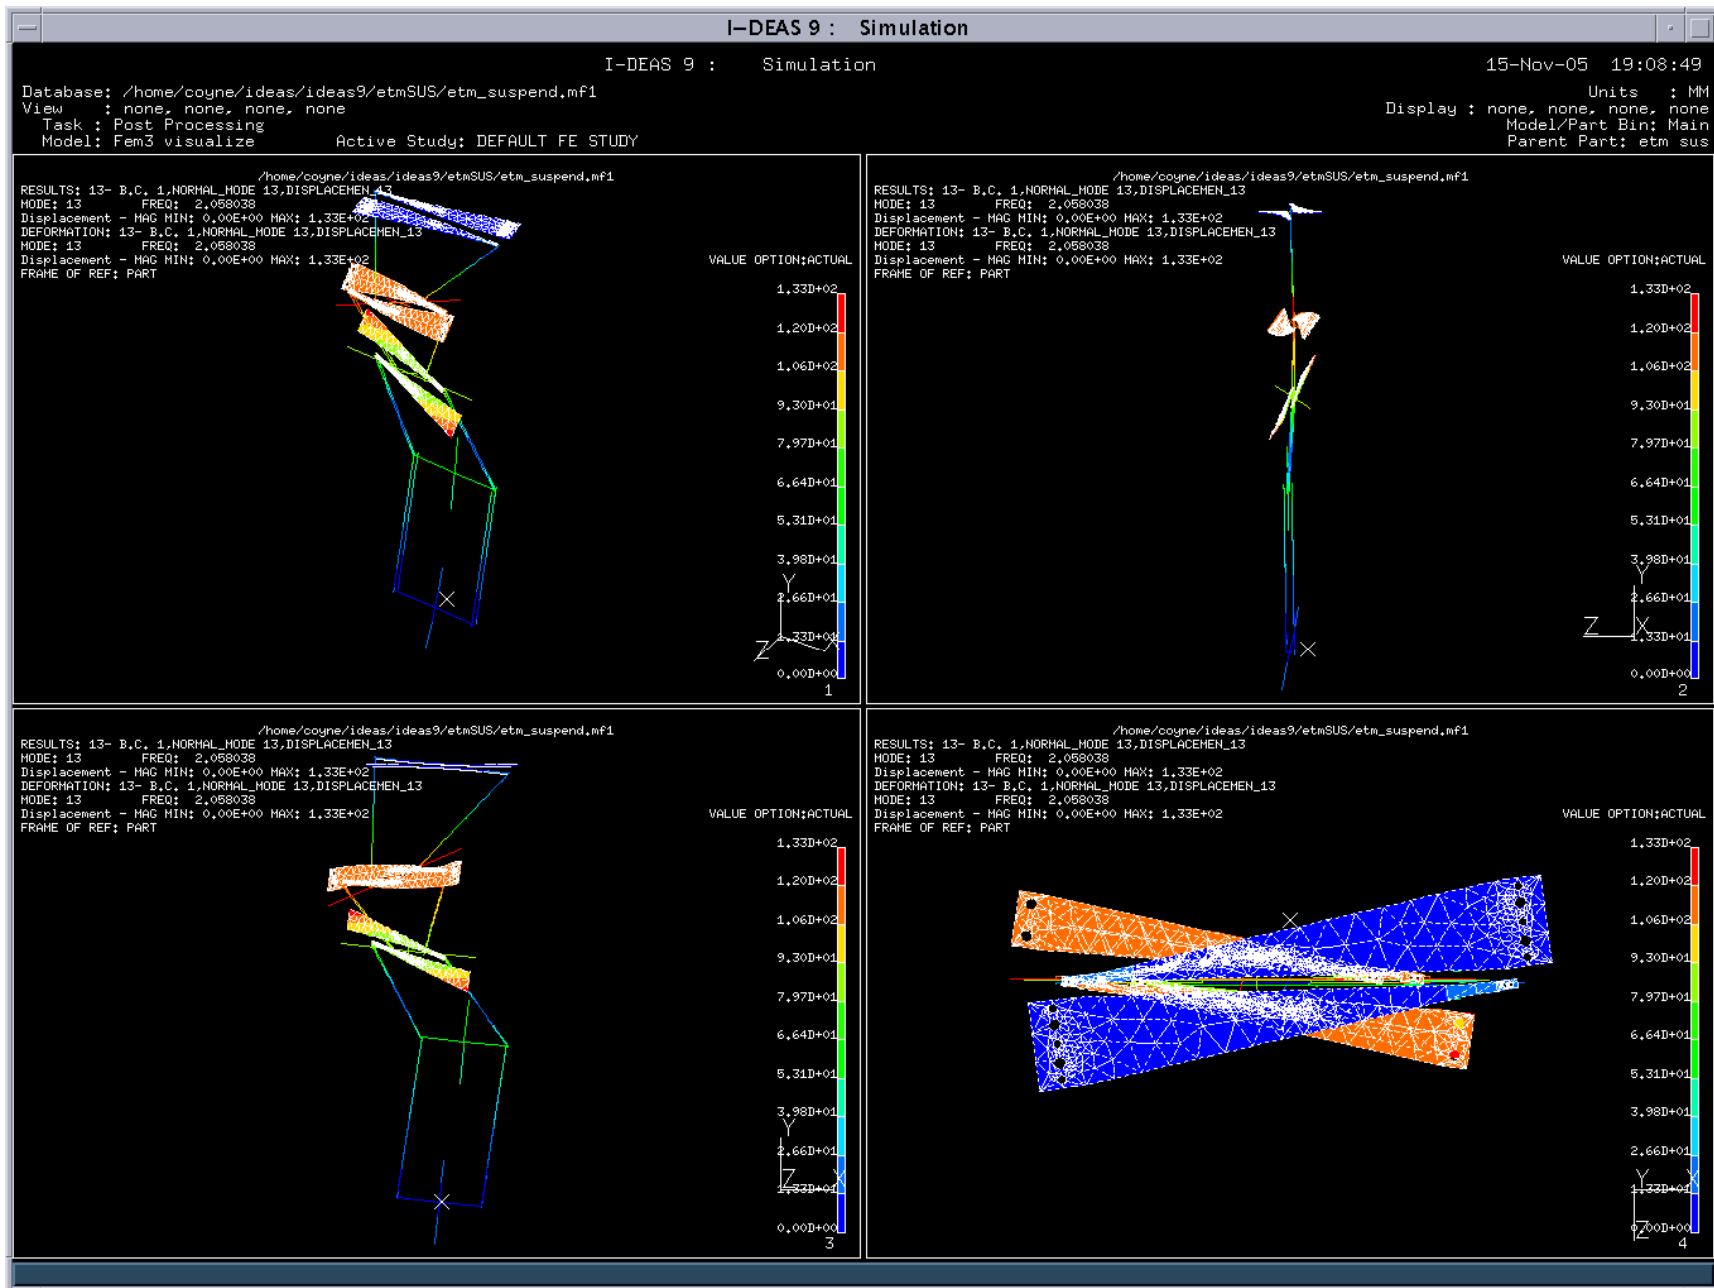 I-DEAS 9 :   Simulation
I-DEAS 9 :    Simulation
15-Nov-05  19:08:49
Database: /home/coyne/ideas/ideas9/etmSUS/etm_suspend.mf1
Units   : MM
View    : none, none, none, none
Display : none, none, none, none
Task : Post Processing
Model/Part Bin: Main
Model: Fem3 visualize       Active Study: DEFAULT FE STUDY
Parent Part: etm sus
/home/coyne/ideas/ideas9/etmSUS/etm_suspend.mf1
RESULTS: 13- B.C. 1,NORMAL_MODE 13,DISPLACEMEN_13
MODE: 13     FREQ:  2.058038
Displacement - MAG MIN: 0.00E+00 MAX: 1.33E+02
DEFORMATION: 13- B.C. 1,NORMAL_MODE 13,DISPLACEMEN_13
MODE: 13     FREQ:  2.058038
Displacement - MAG MIN: 0.00E+00 MAX: 1.33E+02
FRAME OF REF: PART
VALUE OPTION:ACTUAL
1.33D+02
1.20D+02
1.06D+02
9.30D+01
7.97D+01
6.64D+01
5.31D+01
3.98D+01
Y
2.66D+01
1.33D+01
Z
X
0.00D+00
1
/home/coyne/ideas/ideas9/etmSUS/etm_suspend.mf1
RESULTS: 13- B.C. 1,NORMAL_MODE 13,DISPLACEMEN_13
MODE: 13     FREQ:  2.058038
Displacement - MAG MIN: 0.00E+00 MAX: 1.33E+02
DEFORMATION: 13- B.C. 1,NORMAL_MODE 13,DISPLACEMEN_13
MODE: 13     FREQ:  2.058038
Displacement - MAG MIN: 0.00E+00 MAX: 1.33E+02
FRAME OF REF: PART
VALUE OPTION:ACTUAL
1.33D+02
1.20D+02
1.06D+02
9.30D+01
7.97D+01
6.64D+01
5.31D+01
3.98D+01
Y
2.66D+01
Z
X
1.33D+01
0.00D+00
2
/home/coyne/ideas/ideas9/etmSUS/etm_suspend.mf1
RESULTS: 13- B.C. 1,NORMAL_MODE 13,DISPLACEMEN_13
MODE: 13     FREQ:  2.058038
Displacement - MAG MIN: 0.00E+00 MAX: 1.33E+02
DEFORMATION: 13- B.C. 1,NORMAL_MODE 13,DISPLACEMEN_13
MODE: 13     FREQ:  2.058038
Displacement - MAG MIN: 0.00E+00 MAX: 1.33E+02
FRAME OF REF: PART
VALUE OPTION:ACTUAL
1.33D+02
1.20D+02
1.06D+02
9.30D+01
7.97D+01
6.64D+01
5.31D+01
3.98D+01
Y
2.66D+01
Z
X
1.33D+01
0.00D+00
3
/home/coyne/ideas/ideas9/etmSUS/etm_suspend.mf1
RESULTS: 13- B.C. 1,NORMAL_MODE 13,DISPLACEMEN_13
MODE: 13     FREQ:  2.058038
Displacement - MAG MIN: 0.00E+00 MAX: 1.33E+02
DEFORMATION: 13- B.C. 1,NORMAL_MODE 13,DISPLACEMEN_13
MODE: 13     FREQ:  2.058038
Displacement - MAG MIN: 0.00E+00 MAX: 1.33E+02
FRAME OF REF: PART
VALUE OPTION:ACTUAL
1.33D+02
1.20D+02
1.06D+02
9.30D+01
7.97D+01
6.64D+01
5.31D+01
3.98D+01
2.66D+01
Y
X
1.33D+01
Z
0.00D+00
4